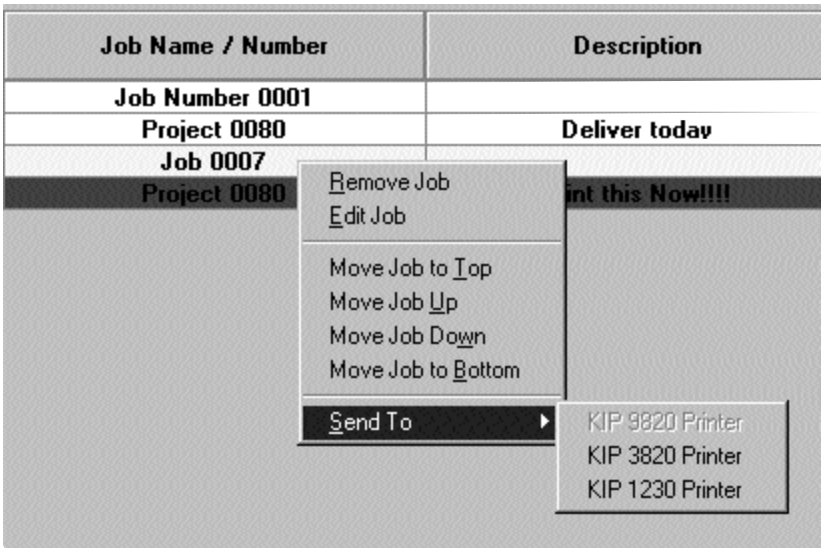 Job Name / Number Description
Job Number 0001
Project 0080 Deliver today
Job 0007
Project 0080 int this Now!!!!
Remove Job
Edit Job
Move Job to Top
Move Job Up
Move Job Down
Move Job to Bottom
Send To
KIP 9820 Printer
KIP 3820 Printer
KIP 1230 Printer